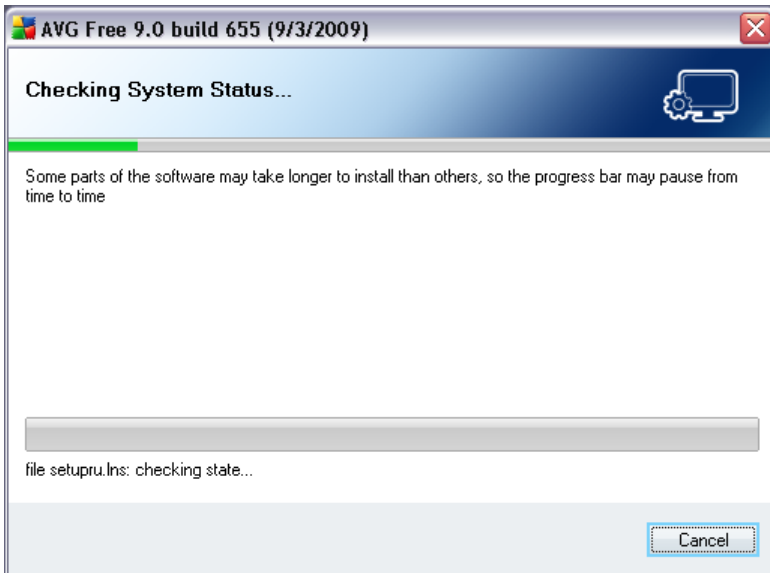 AVG Free 9.0 build 655 (9/3/2009)
Checking System Status...
Some parts of the software may take longer to install than others, so the progress bar may pause from
time to time
file setupru.lns: checking state...
Cancel